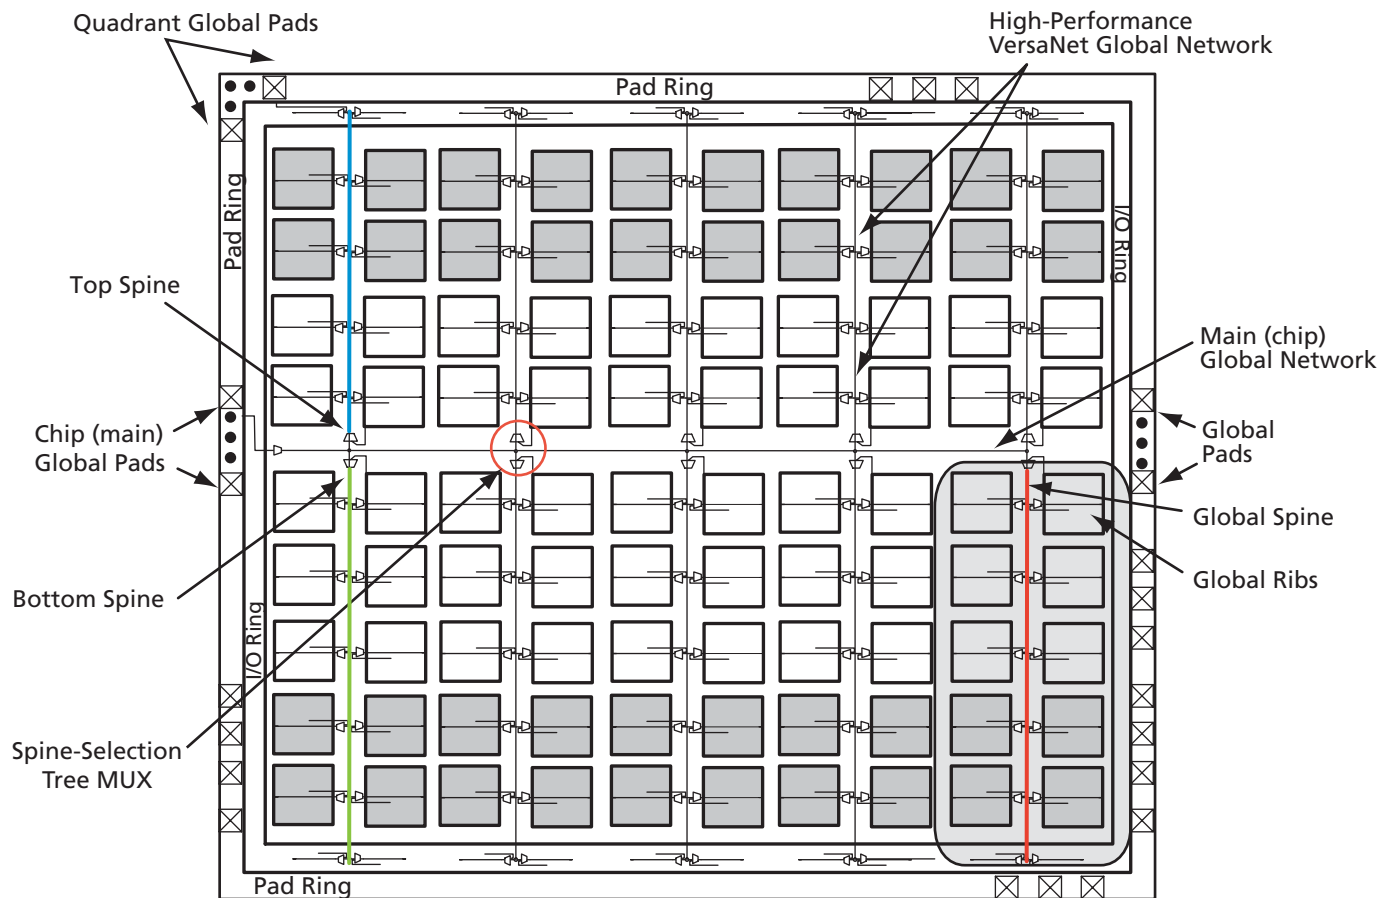 Quadrant Global Pads
High-Performance
VersaNet Global Network
Pad Ring
Pad Ring
I/O Ring
Top Spine
Main (chip)
Global Network
Chip (main)
Global Pads
Global
Pads
Global Spine
Global Ribs
Bottom Spine
I/O Ring
Spine-Selection
Tree MUX
Pad Ring